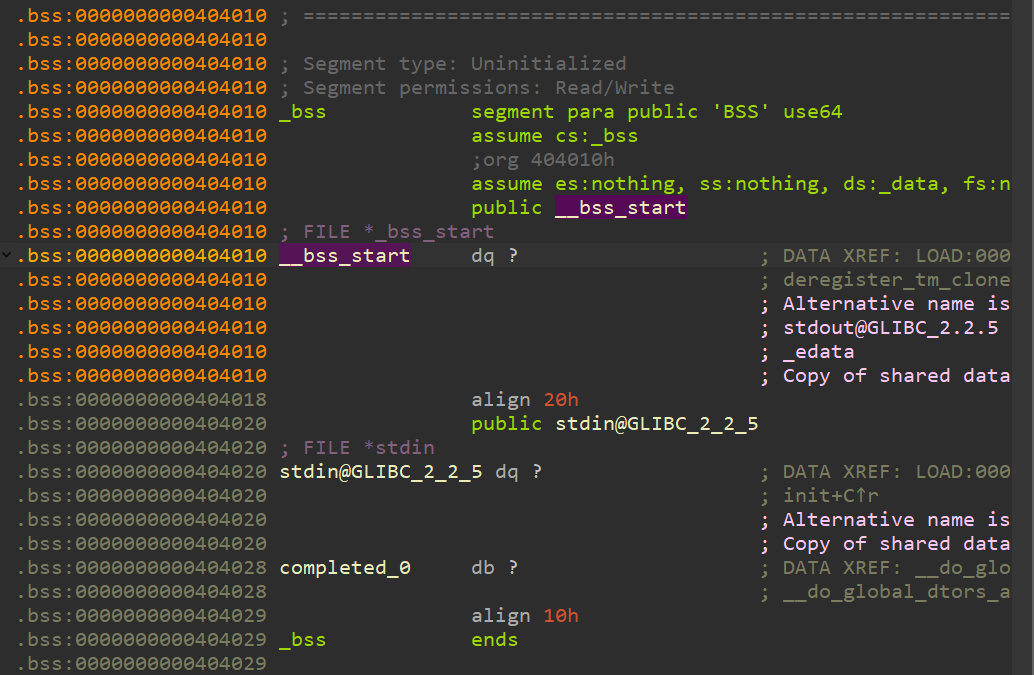 .bss:0000000000404010 ; ============================================================
.bss:0000000000404010
.bss:0000000000404010 ; Segment type: Uninitialized
.bss:0000000000404010 ; Segment permissions: Read/Write
.bss:0000000000404010 _bss segment para public 'BSS' use64
.bss:0000000000404010 assume cs:_bss
.bss:0000000000404010 ;org 404010h
.bss:0000000000404010 assume es:nothing, ss:nothing, ds:_data, fs:n
.bss:0000000000404010 public __bss_start
.bss:0000000000404010 ; FILE *_bss_start
.bss:0000000000404010 __bss_start dq ? ; DATA XREF: LOAD:000
.bss:0000000000404010 ; deregister_tm_clone
.bss:0000000000404010 ; Alternative name is
.bss:0000000000404010 ; stdout@GLIBC_2.2.5
.bss:0000000000404010 ; _edata
.bss:0000000000404010 ; Copy of shared data
.bss:0000000000404018 align 20h
.bss:0000000000404020 public stdin@GLIBC_2_2_5
.bss:0000000000404020 ; FILE *stdin
.bss:0000000000404020 stdin@GLIBC_2_2_5 dq ? ; DATA XREF: LOAD:000
.bss:0000000000404020 ; init+C↑r
.bss:0000000000404020 ; Alternative name is
.bss:0000000000404020 ; Copy of shared data
.bss:0000000000404028 completed_0 db ? ; DATA XREF: __do_glo
.bss:0000000000404028 ; __do_global_dtors_a
.bss:0000000000404029 align 10h
.bss:0000000000404029 _bss ends
.bss:0000000000404029